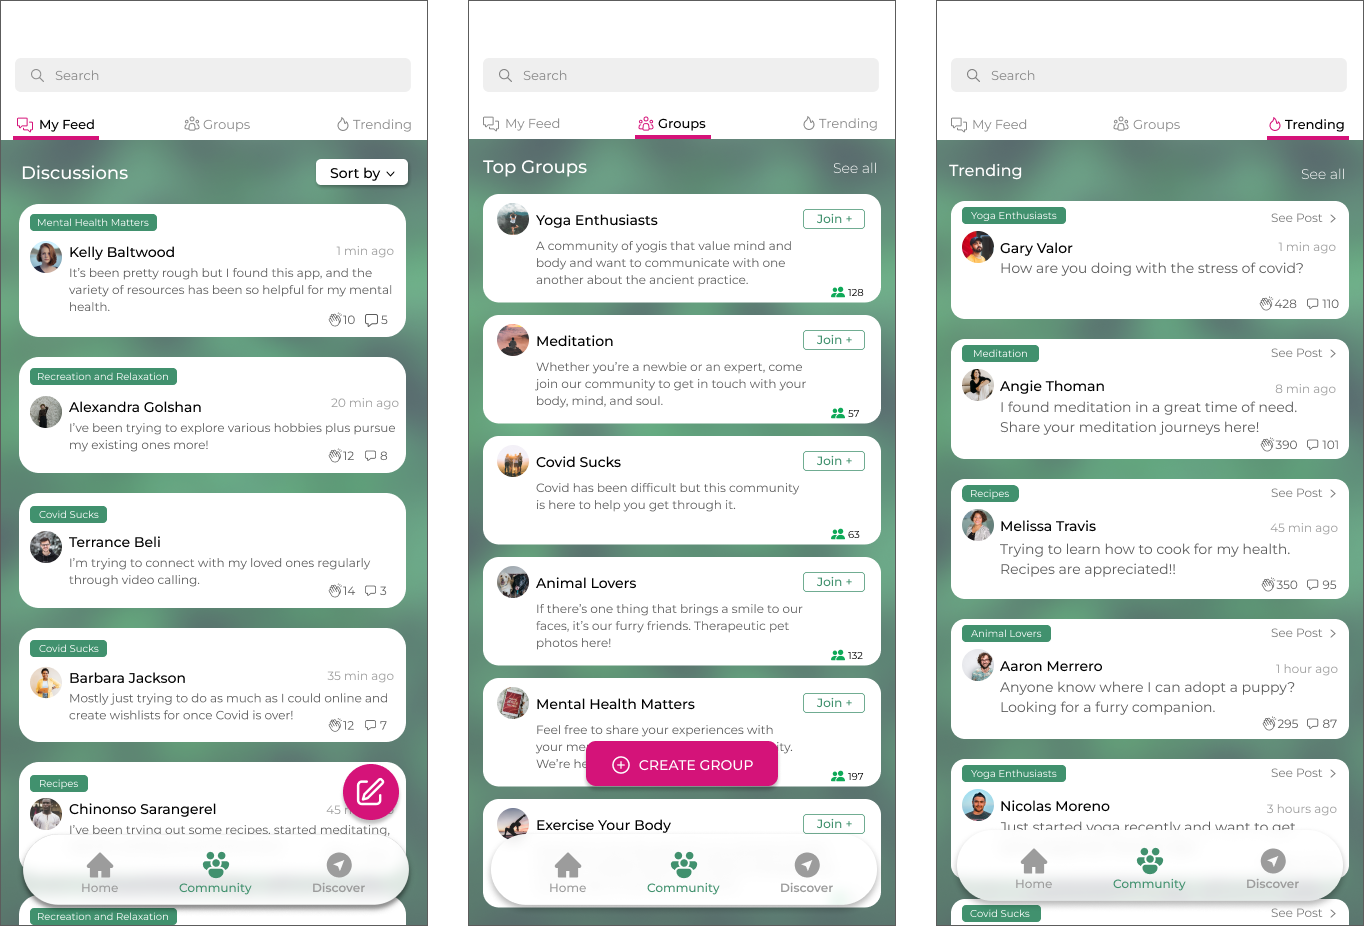 Search
My Feed
Groups
Trending
Discussions
Sort by
Mental Health Matters
Kelly Baltwood
1 min ago
It's been pretty rough but I found this app, and the
variety of resources has been so helpful for my mental
health.
10
5
Recreation and Relaxation
Alexandra Golshan
20 min ago
I've been trying to explore various hobbies plus pursue
my existing ones more!
12
8
Covid Sucks
Terrance Beli
I'm trying to connect with my loved ones regularly
through video calling.
14
3
Covid Sucks
Barbara Jackson
35 min ago
Mostly just trying to do as much as I could online and
create wishlists for once Covid is over!
12
7
Recipes
Chinonso Sarangerel
45
I've been trying out some recipes, started meditating,
Home
Community
Discover
Recreation and Relaxation
Search
My Feed
Groups
Trending
Top Groups
See all
Yoga Enthusiasts
Join +
A community of yogis that value mind and
body and want to communicate with one
another about the ancient practice.
128
Meditation
Join +
Whether you're a newbie or an expert, come
join our community to get in touch with your
body, mind, and soul.
57
Covid Sucks
Join +
Covid has been difficult but this community
is here to help you get through it.
63
Animal Lovers
Join +
If there's one thing that brings a smile to our
faces, it's our furry friends. Therapeutic pet
photos here!
132
Mental Health Matters
Join +
Feel free to share your experiences with
your
We're
CREATE GROUP
197
Exercise Your Body
Join +
Home
Community
Discover
Search
My Feed
Groups
Trending
Trending
See all
Yoga Enthusiasts
See Post
Gary Valor
1 min ago
How are you doing with the stress of covid?
428
110
Meditation
See Post
Angie Thoman
8 min ago
I found meditation in a great time of need.
Share your meditation journeys here!
390
101
Recipes
See Post
Melissa Travis
45 min ago
Trying to learn how to cook for my health.
Recipes are appreciated!!
350
95
Animal Lovers
See Post
Aaron Merrero
1 hour ago
Anyone know where I can adopt a puppy?
Looking for a furry companion.
295
87
Yoga Enthusiasts
See Post
Nicolas Moreno
3 hours ago
Just started yoga recently and want to get
Home
Community
Discover
Covid Sucks
See Post